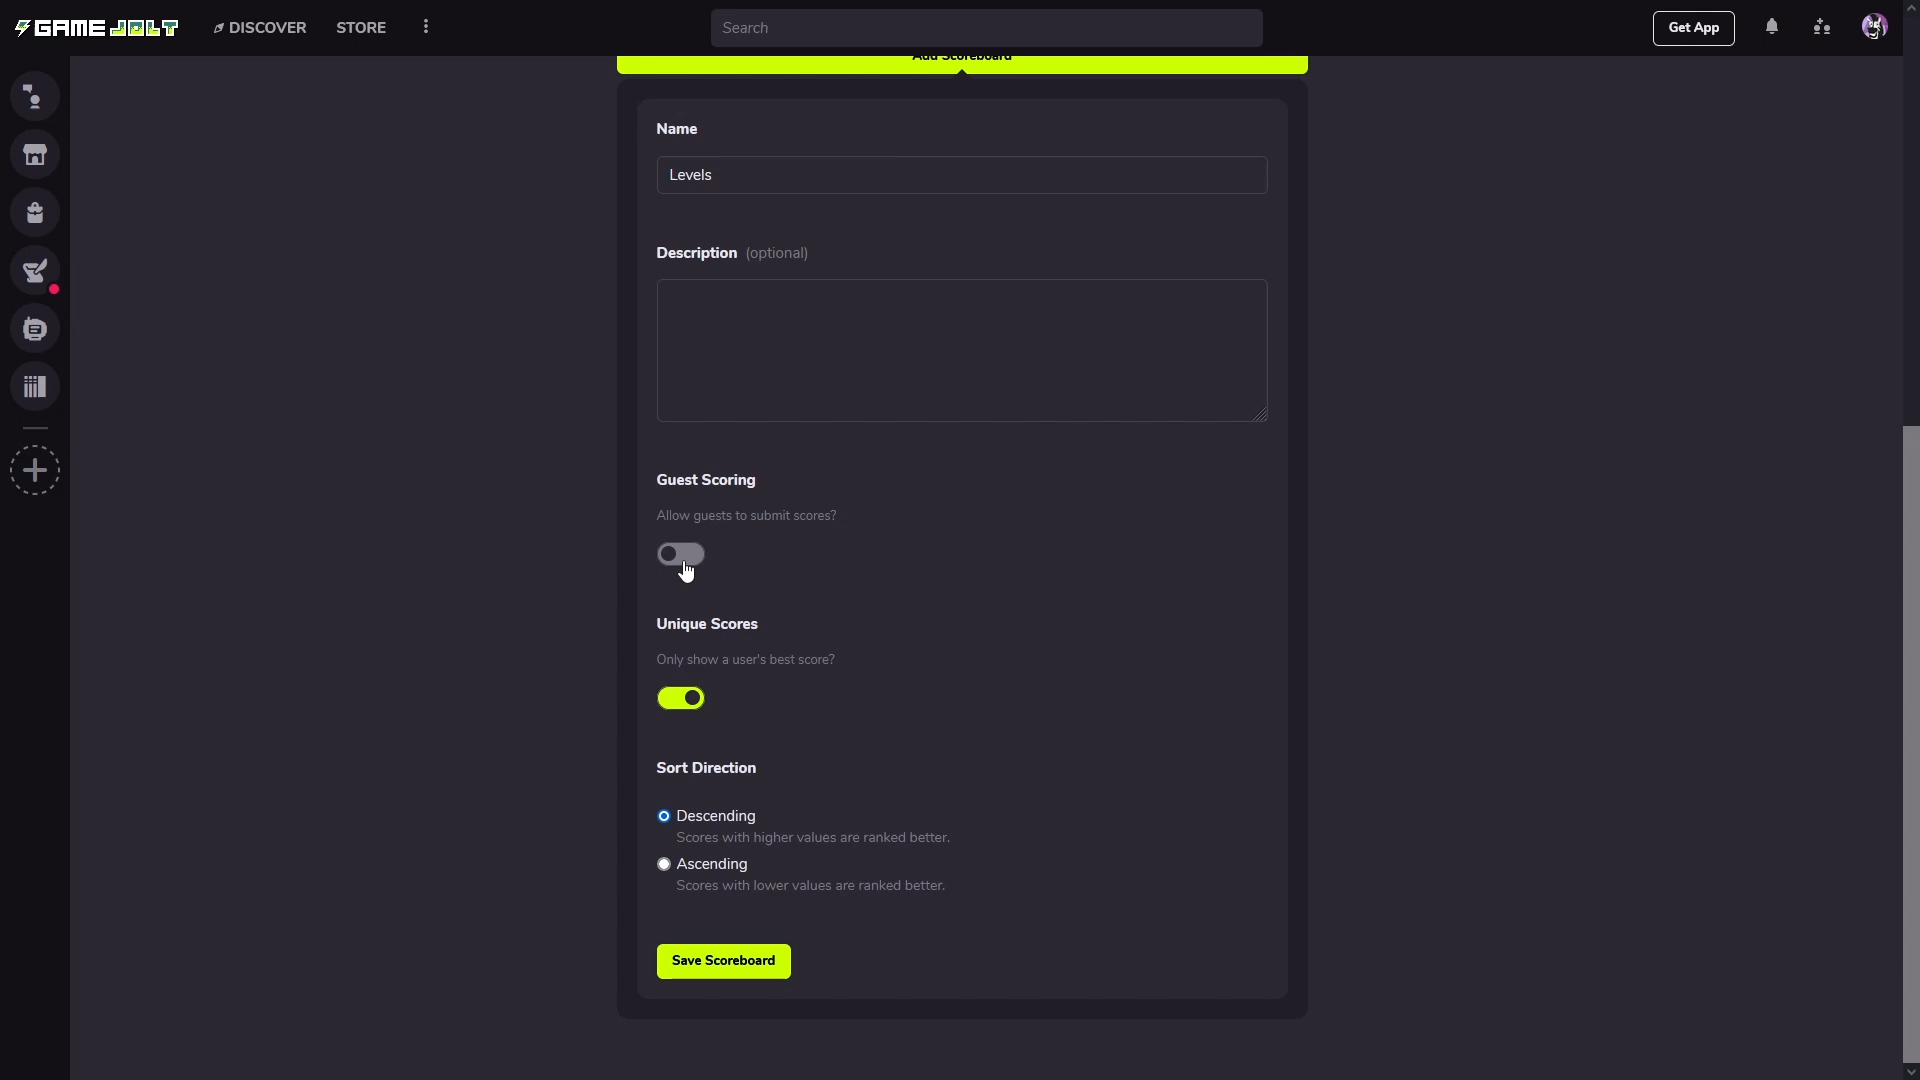 GAME JOLT DISCOVER STORE Search Get App
Add Scoreboard
Name
Levels
Description (optional)
Guest Scoring
Allow guests to submit scores?
Unique Scores
Only show a user's best score?
Sort Direction
Descending
Scores with higher values are ranked better.
Ascending
Scores with lower values are ranked better.
Save Scoreboard